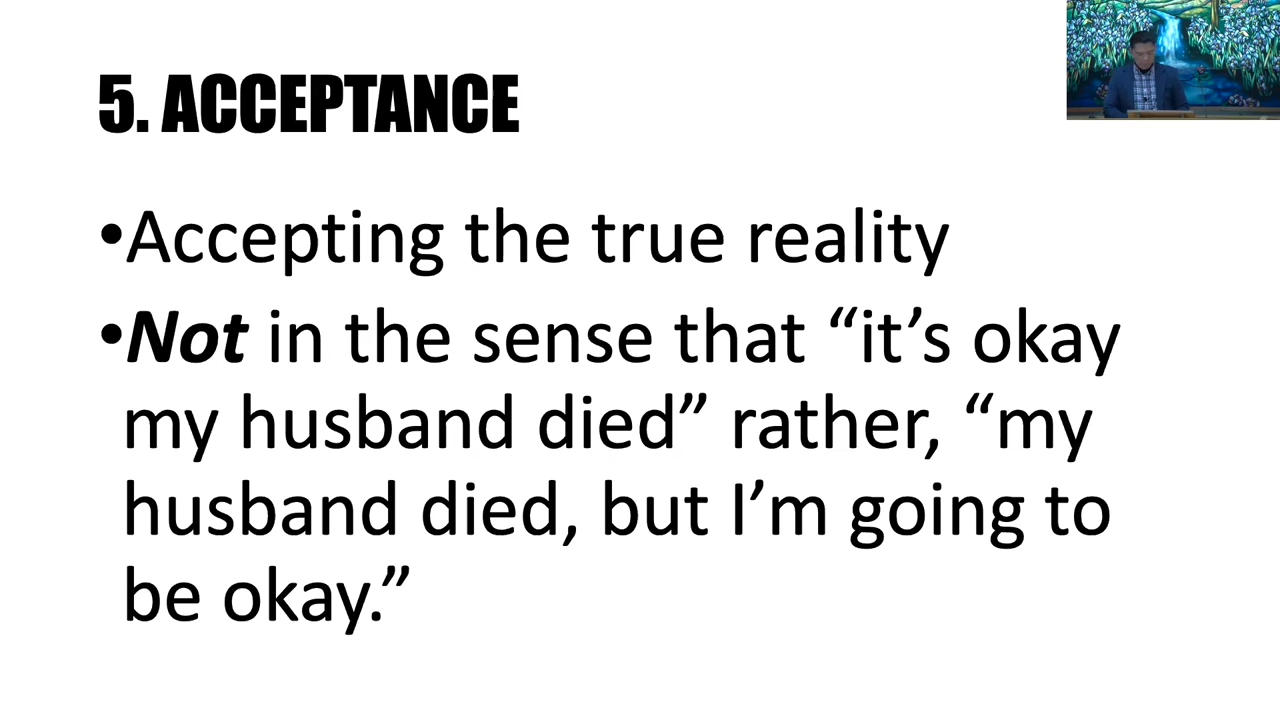 5. ACCEPTANCE
•Accepting the true reality
•Not in the sense that “it’s okay
my husband died” rather, “my
husband died, but I’m going to
be okay.”